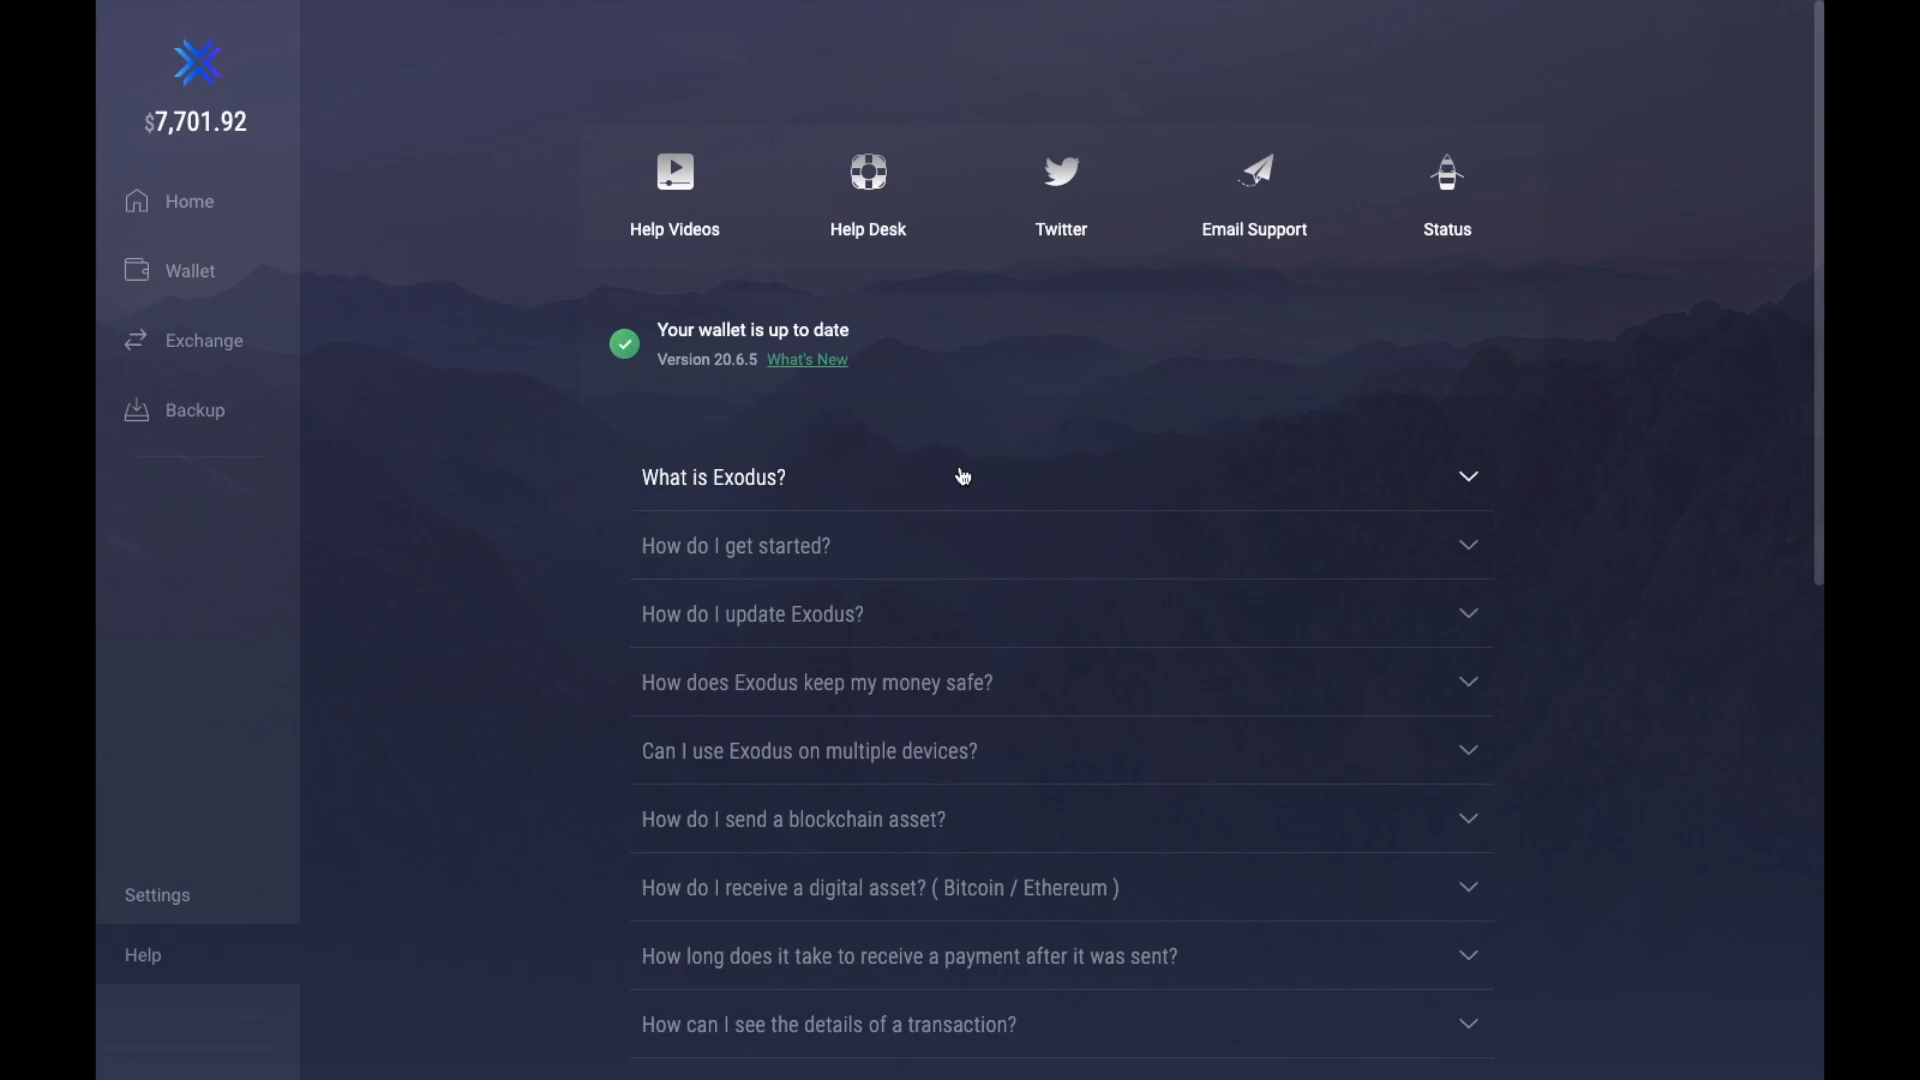 $7,701.92
Home
Wallet
Exchange
Backup
Settings
Help
Help Videos
Help Desk
Twitter
Email Support
Status
Your wallet is up to date
Version 20.6.5 What's New
What is Exodus?
How do I get started?
How do I update Exodus?
How does Exodus keep my money safe?
Can I use Exodus on multiple devices?
How do I send a blockchain asset?
How do I receive a digital asset? ( Bitcoin / Ethereum )
How long does it take to receive a payment after it was sent?
How can I see the details of a transaction?